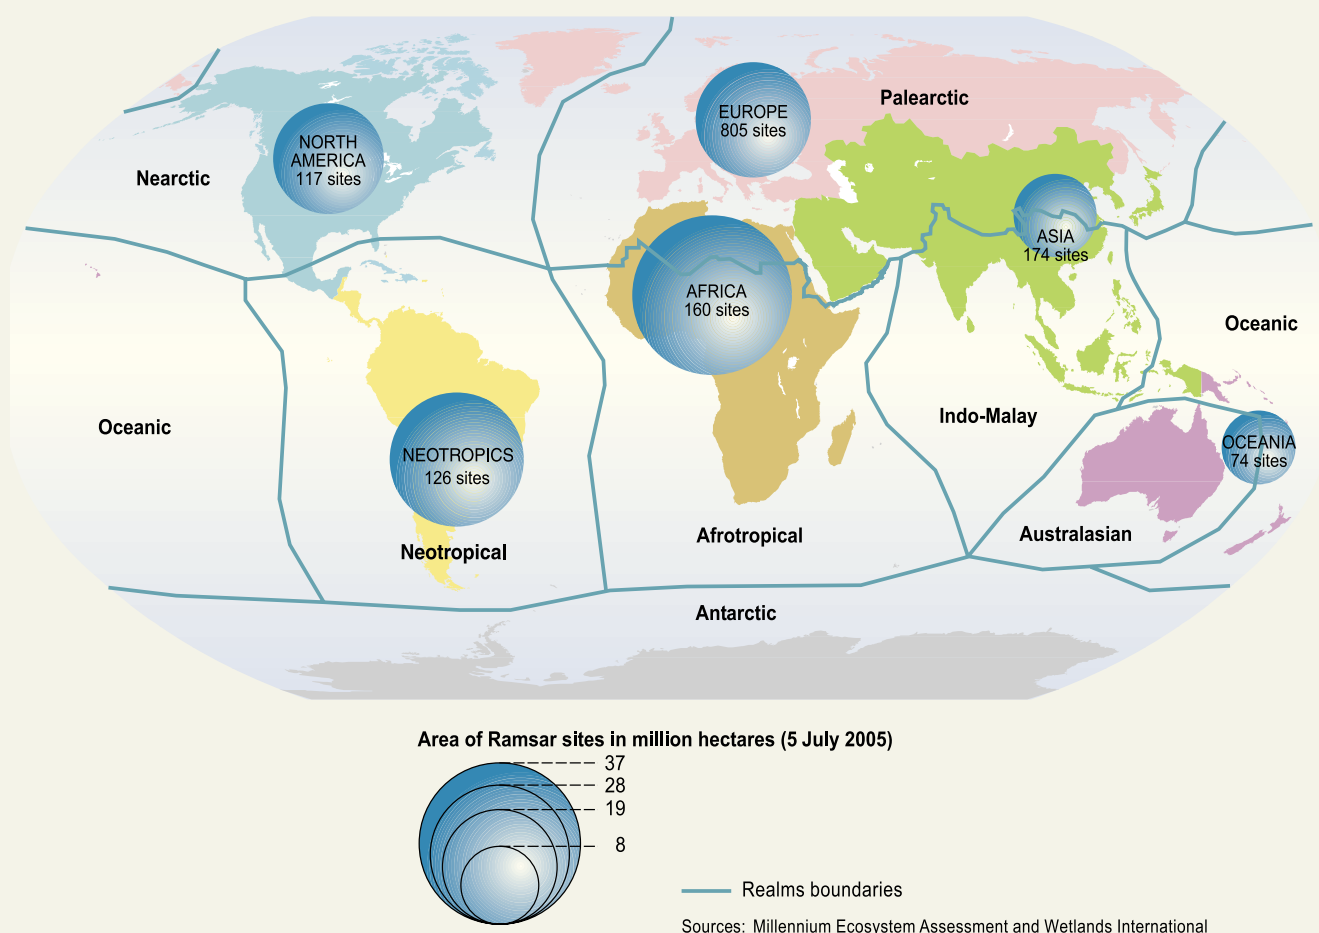 EUROPE
805 sites
Palearctic
NORTH
AMERICA
117 sites
Nearctic
ASIA
174 sites
AFRICA
160 sites
Oceanic
Indo-Malay
Oceanic
OCEANIA
74 sites
NEOTROPICS
126 sites
Neotropical
Afrotropical
Australasian
Antarctic
Area of Ramsar sites in million hectares (5 July 2005)
37
28
19
8
Realms boundaries
Sources: Millennium Ecosystem Assessment and Wetlands International